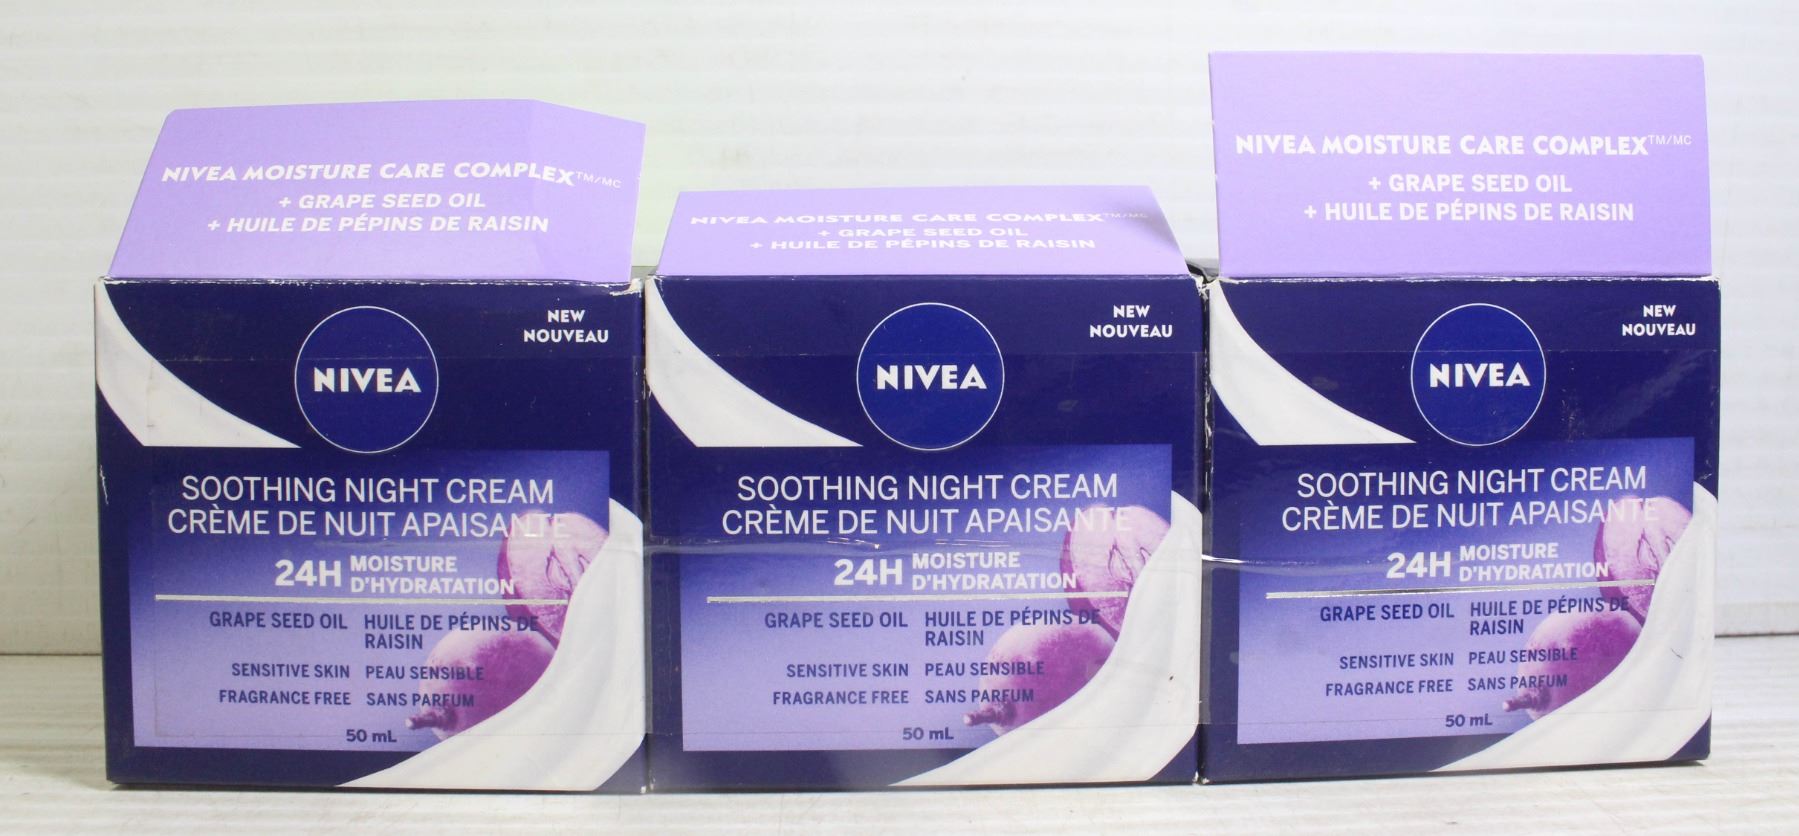 NIVEA MOISTURE CARE COMPLEX™/MC
+ GRAPE SEED OIL
+ HUILE DE PÉPINS DE RAISIN
NEW
NOUVEAU
NIVEA
SOOTHING NIGHT CREAM
CRÈME DE NUIT APAISANTE
24H MOISTURE
D'HYDRATATION
GRAPE SEED OIL HUILE DE PÉPINS DE
RAISIN
SENSITIVE SKIN PEAU SENSIBLE
FRAGRANCE FREE SANS PARFUM
50 mL
NIVEA MOISTURE CARE COMPLEX™/MC
+ GRAPE SEED OIL
+ HUILE DE PÉPINS DE RAISIN
NEW
NOUVEAU
NIVEA
SOOTHING NIGHT CREAM
CRÈME DE NUIT APAISANTE
24H MOISTURE
D'HYDRATATION
GRAPE SEED OIL HUILE DE PÉPINS DE
RAISIN
SENSITIVE SKIN PEAU SENSIBLE
FRAGRANCE FREE SANS PARFUM
50 mL
NIVEA MOISTURE CARE COMPLEX™/MC
+ GRAPE SEED OIL
+ HUILE DE PÉPINS DE RAISIN
NEW
NOUVEAU
NIVEA
SOOTHING NIGHT CREAM
CRÈME DE NUIT APAISANTE
24H MOISTURE
D'HYDRATATION
GRAPE SEED OIL HUILE DE PÉPINS DE
RAISIN
SENSITIVE SKIN PEAU SENSIBLE
FRAGRANCE FREE SANS PARFUM
50 mL